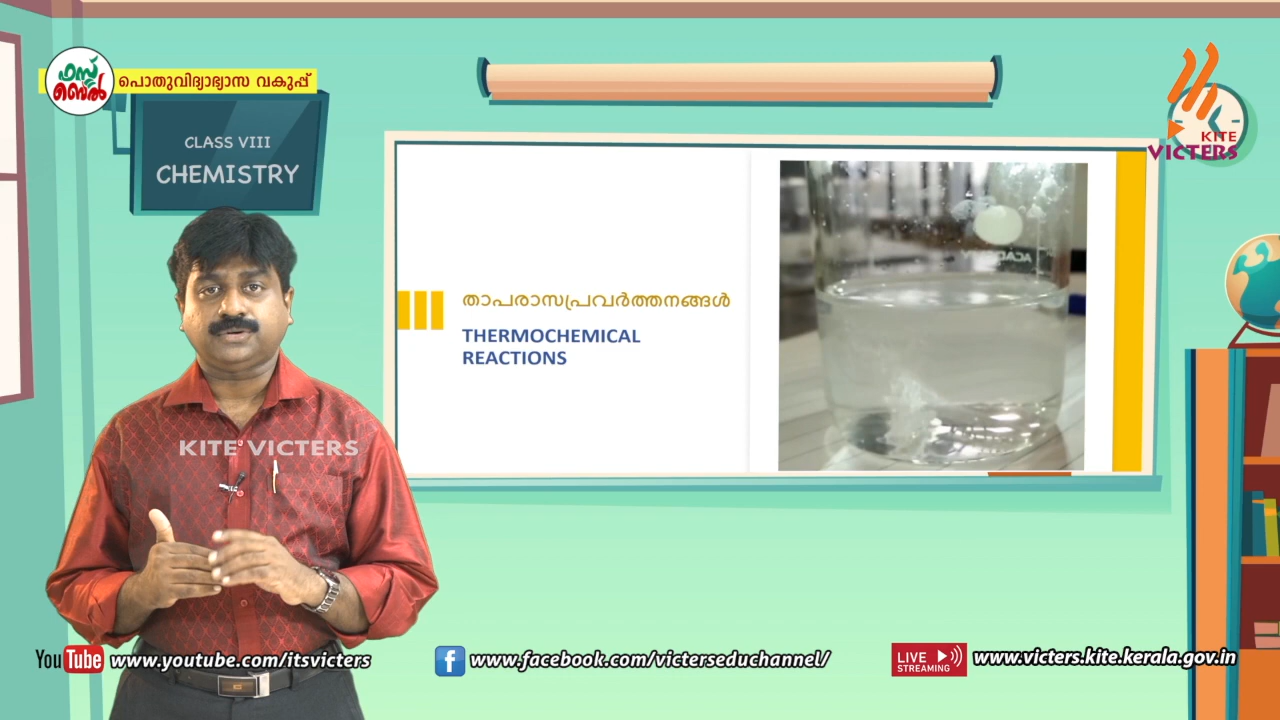 ഫസ്റ്റ്
ബെൽ
പൊതുവിദ്യാഭ്യാസ വകുപ്പ്
CLASS VIII
CHEMISTRY
KITE
VICTERS
താപരാസപ്രവർത്തനങ്ങൾ
THERMOCHEMICAL
REACTIONS
KITE VICTERS
YouTube www.youtube.com/itsvicters
f www.facebook.com/victerseduchannel/
LIVE
STREAMING
www.victers.kite.kerala.gov.in